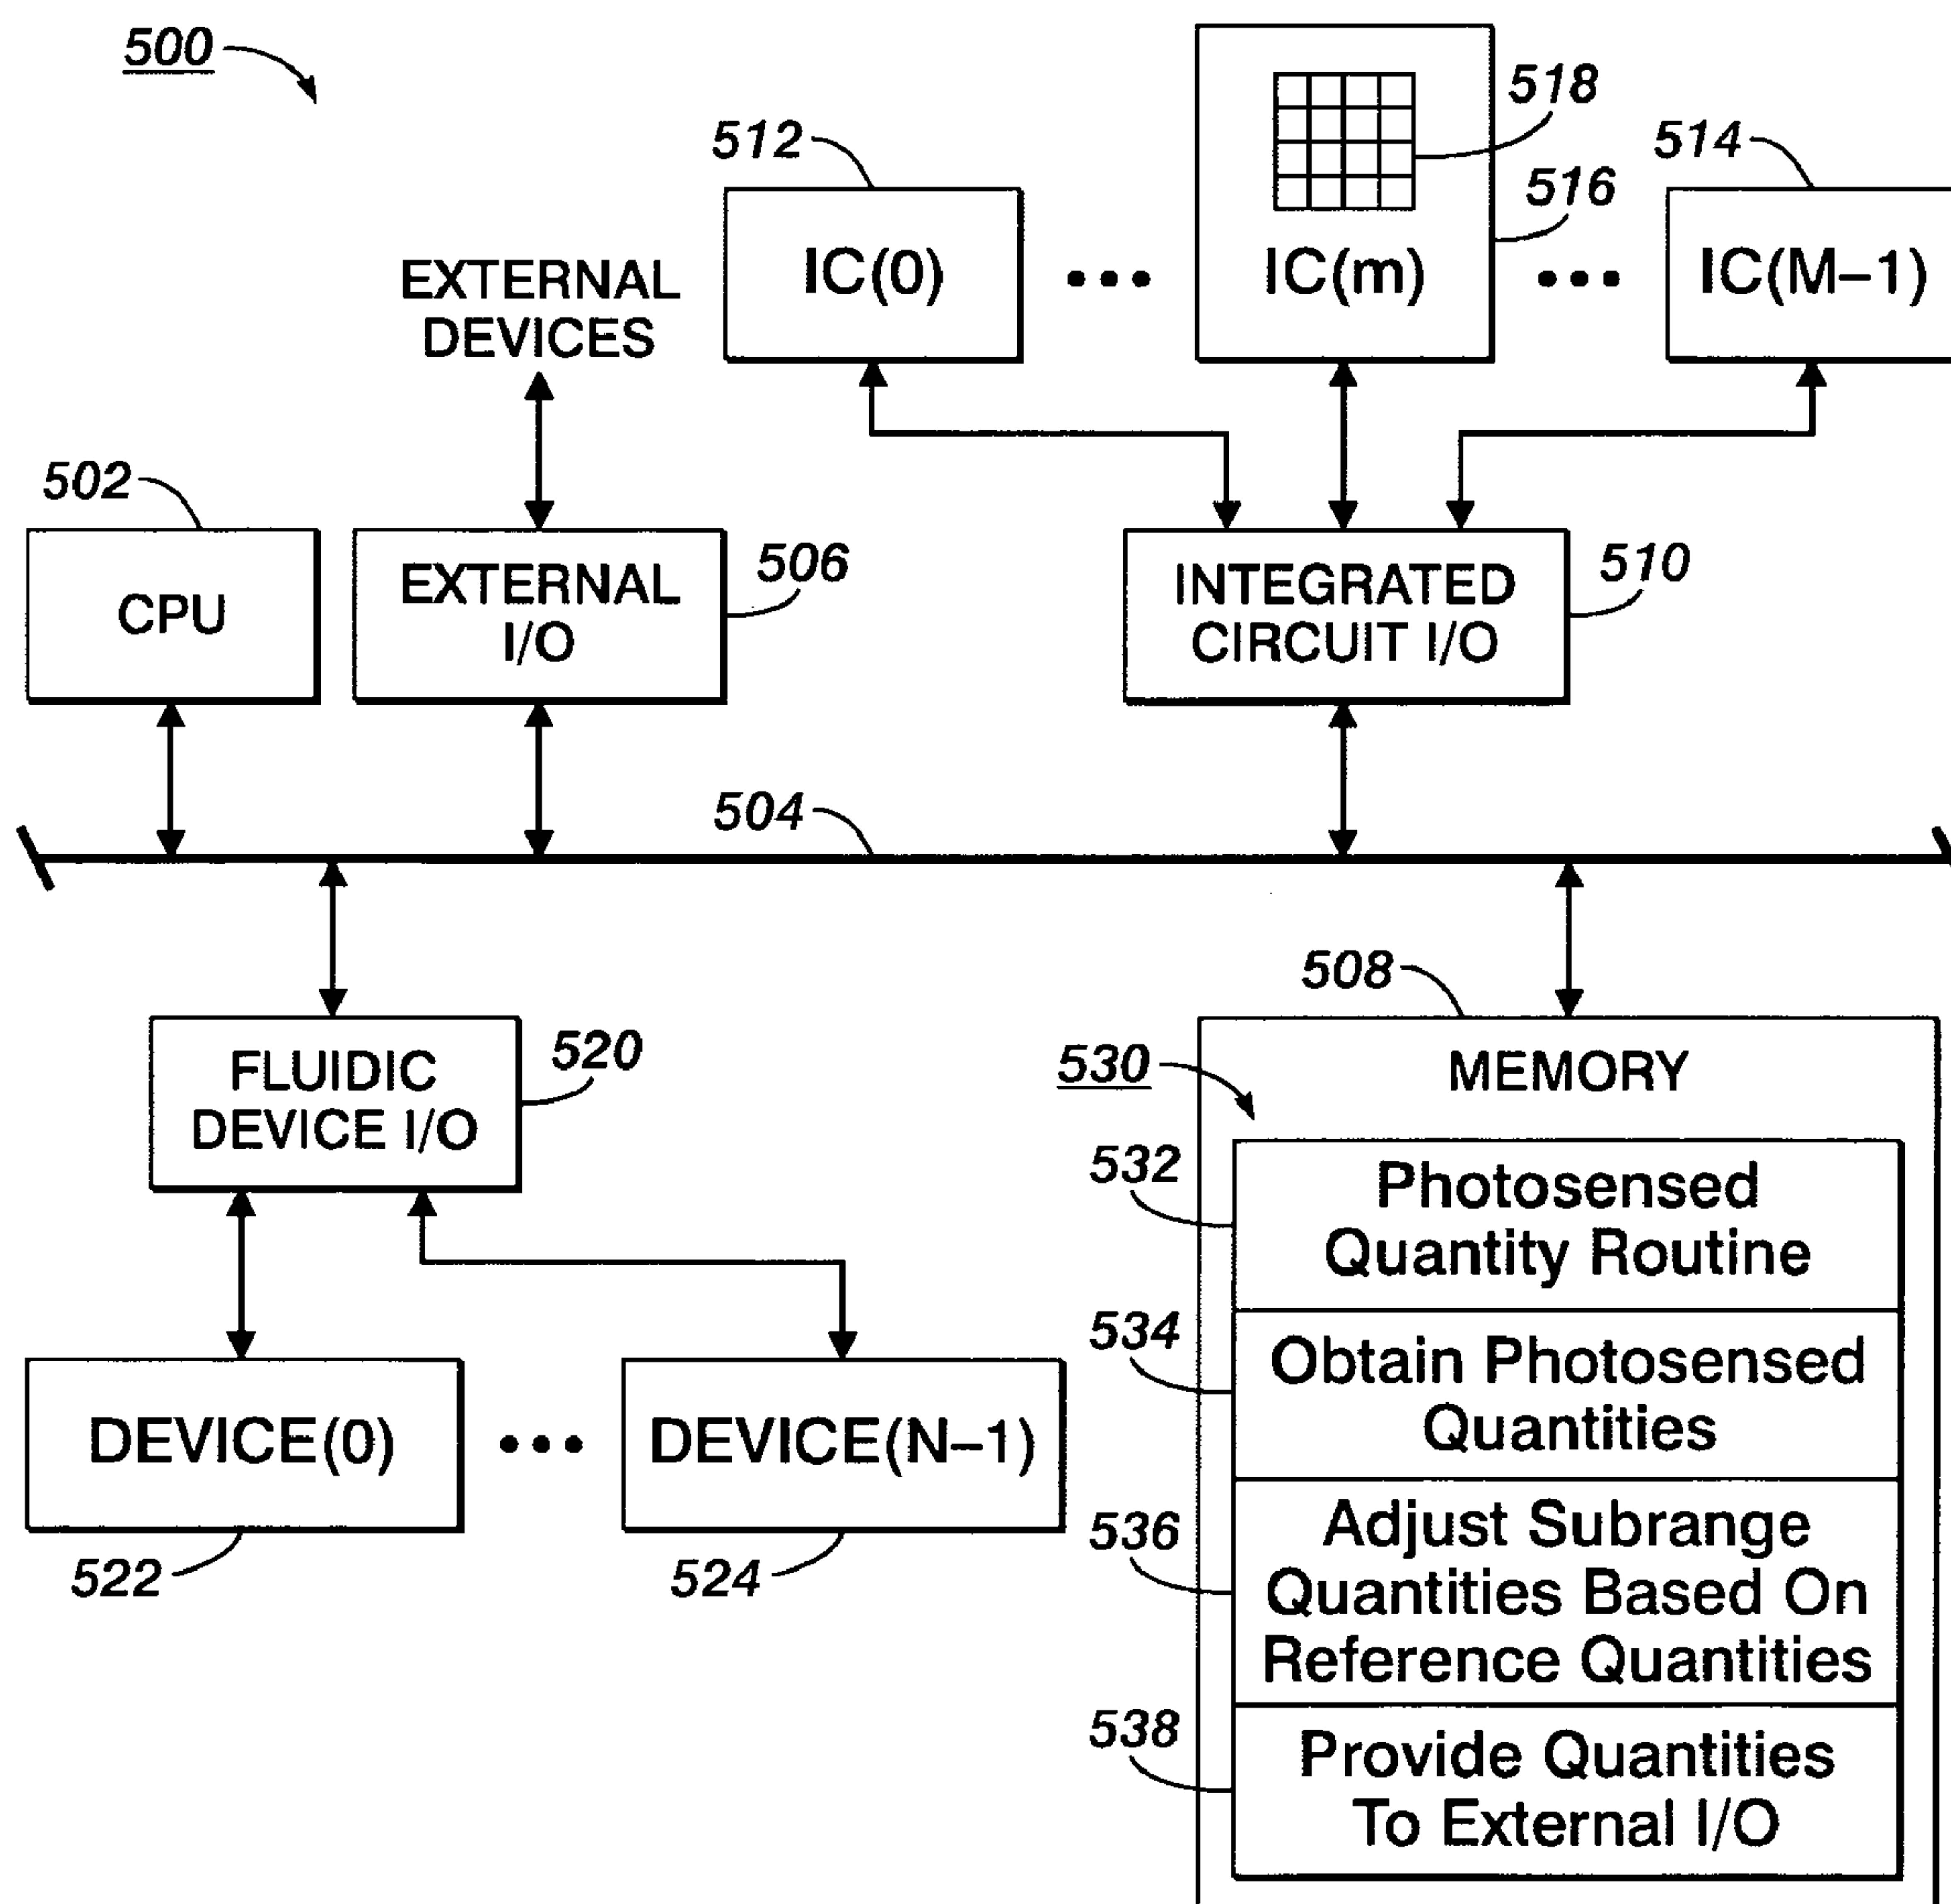 500
518
512
514
516
IC(0)
•••
IC(m)
•••
IC(M–1)
EXTERNAL
DEVICES
502
506
510
CPU
EXTERNAL
I/O
INTEGRATED
CIRCUIT I/O
504
508
520
530
FLUIDIC
DEVICE I/O
MEMORY
532
Photosensed
Quantity Routine
534
Obtain Photosensed
Quantities
DEVICE(0)
•••
DEVICE(N–1)
522
524
536
Adjust Subrange
Quantities Based On
Reference Quantities
538
Provide Quantities
To External I/O